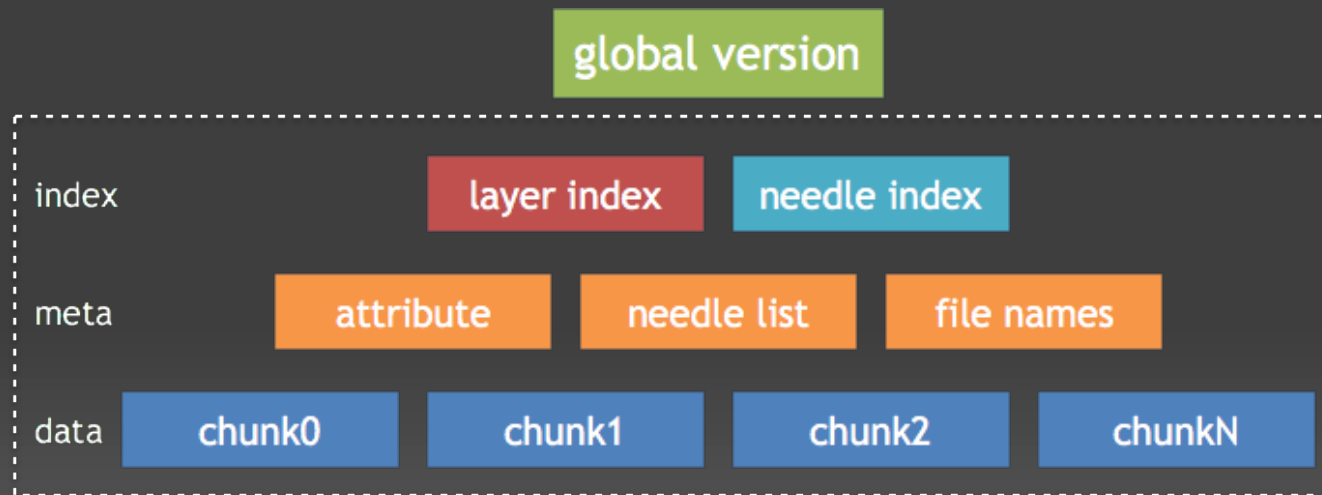 global version
index
layer index
needle index
meta
attribute
needle list
file names
data
chunk0
chunk1
chunk2
chunkN